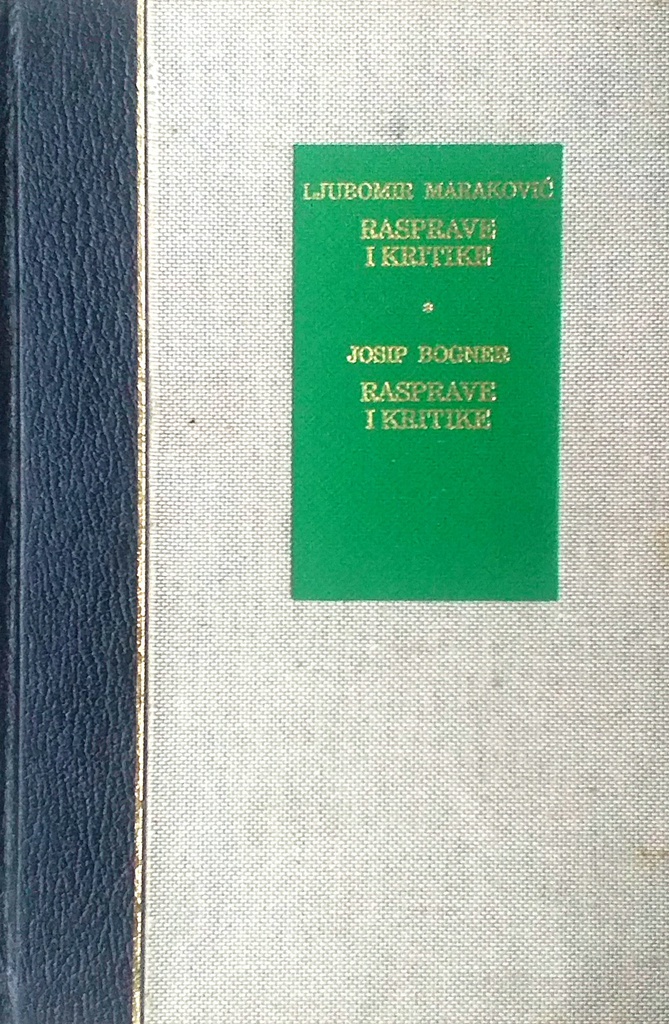 LJUBOMIR MARAKOVIĆ
RASPRAVE
I KRITIKE
*
JOSIP BOGNER
RASPRAVE
I KRITIKE